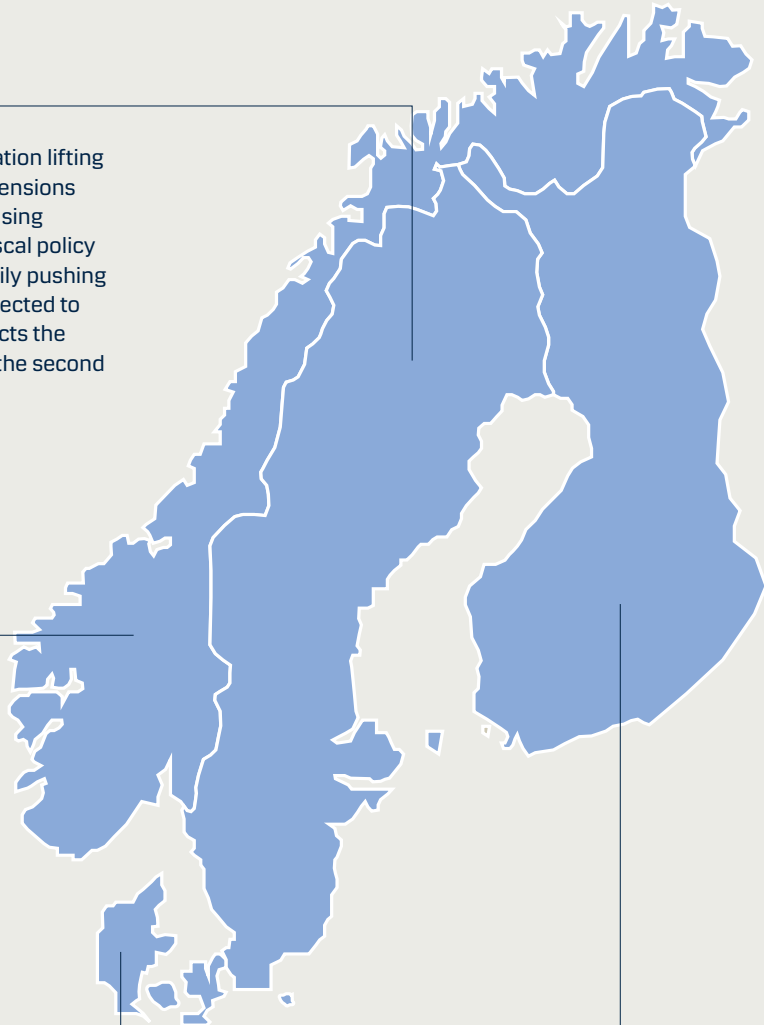 ation lifting
ensions
sing
scal policy
ily pushing
ected to
cts the
the second